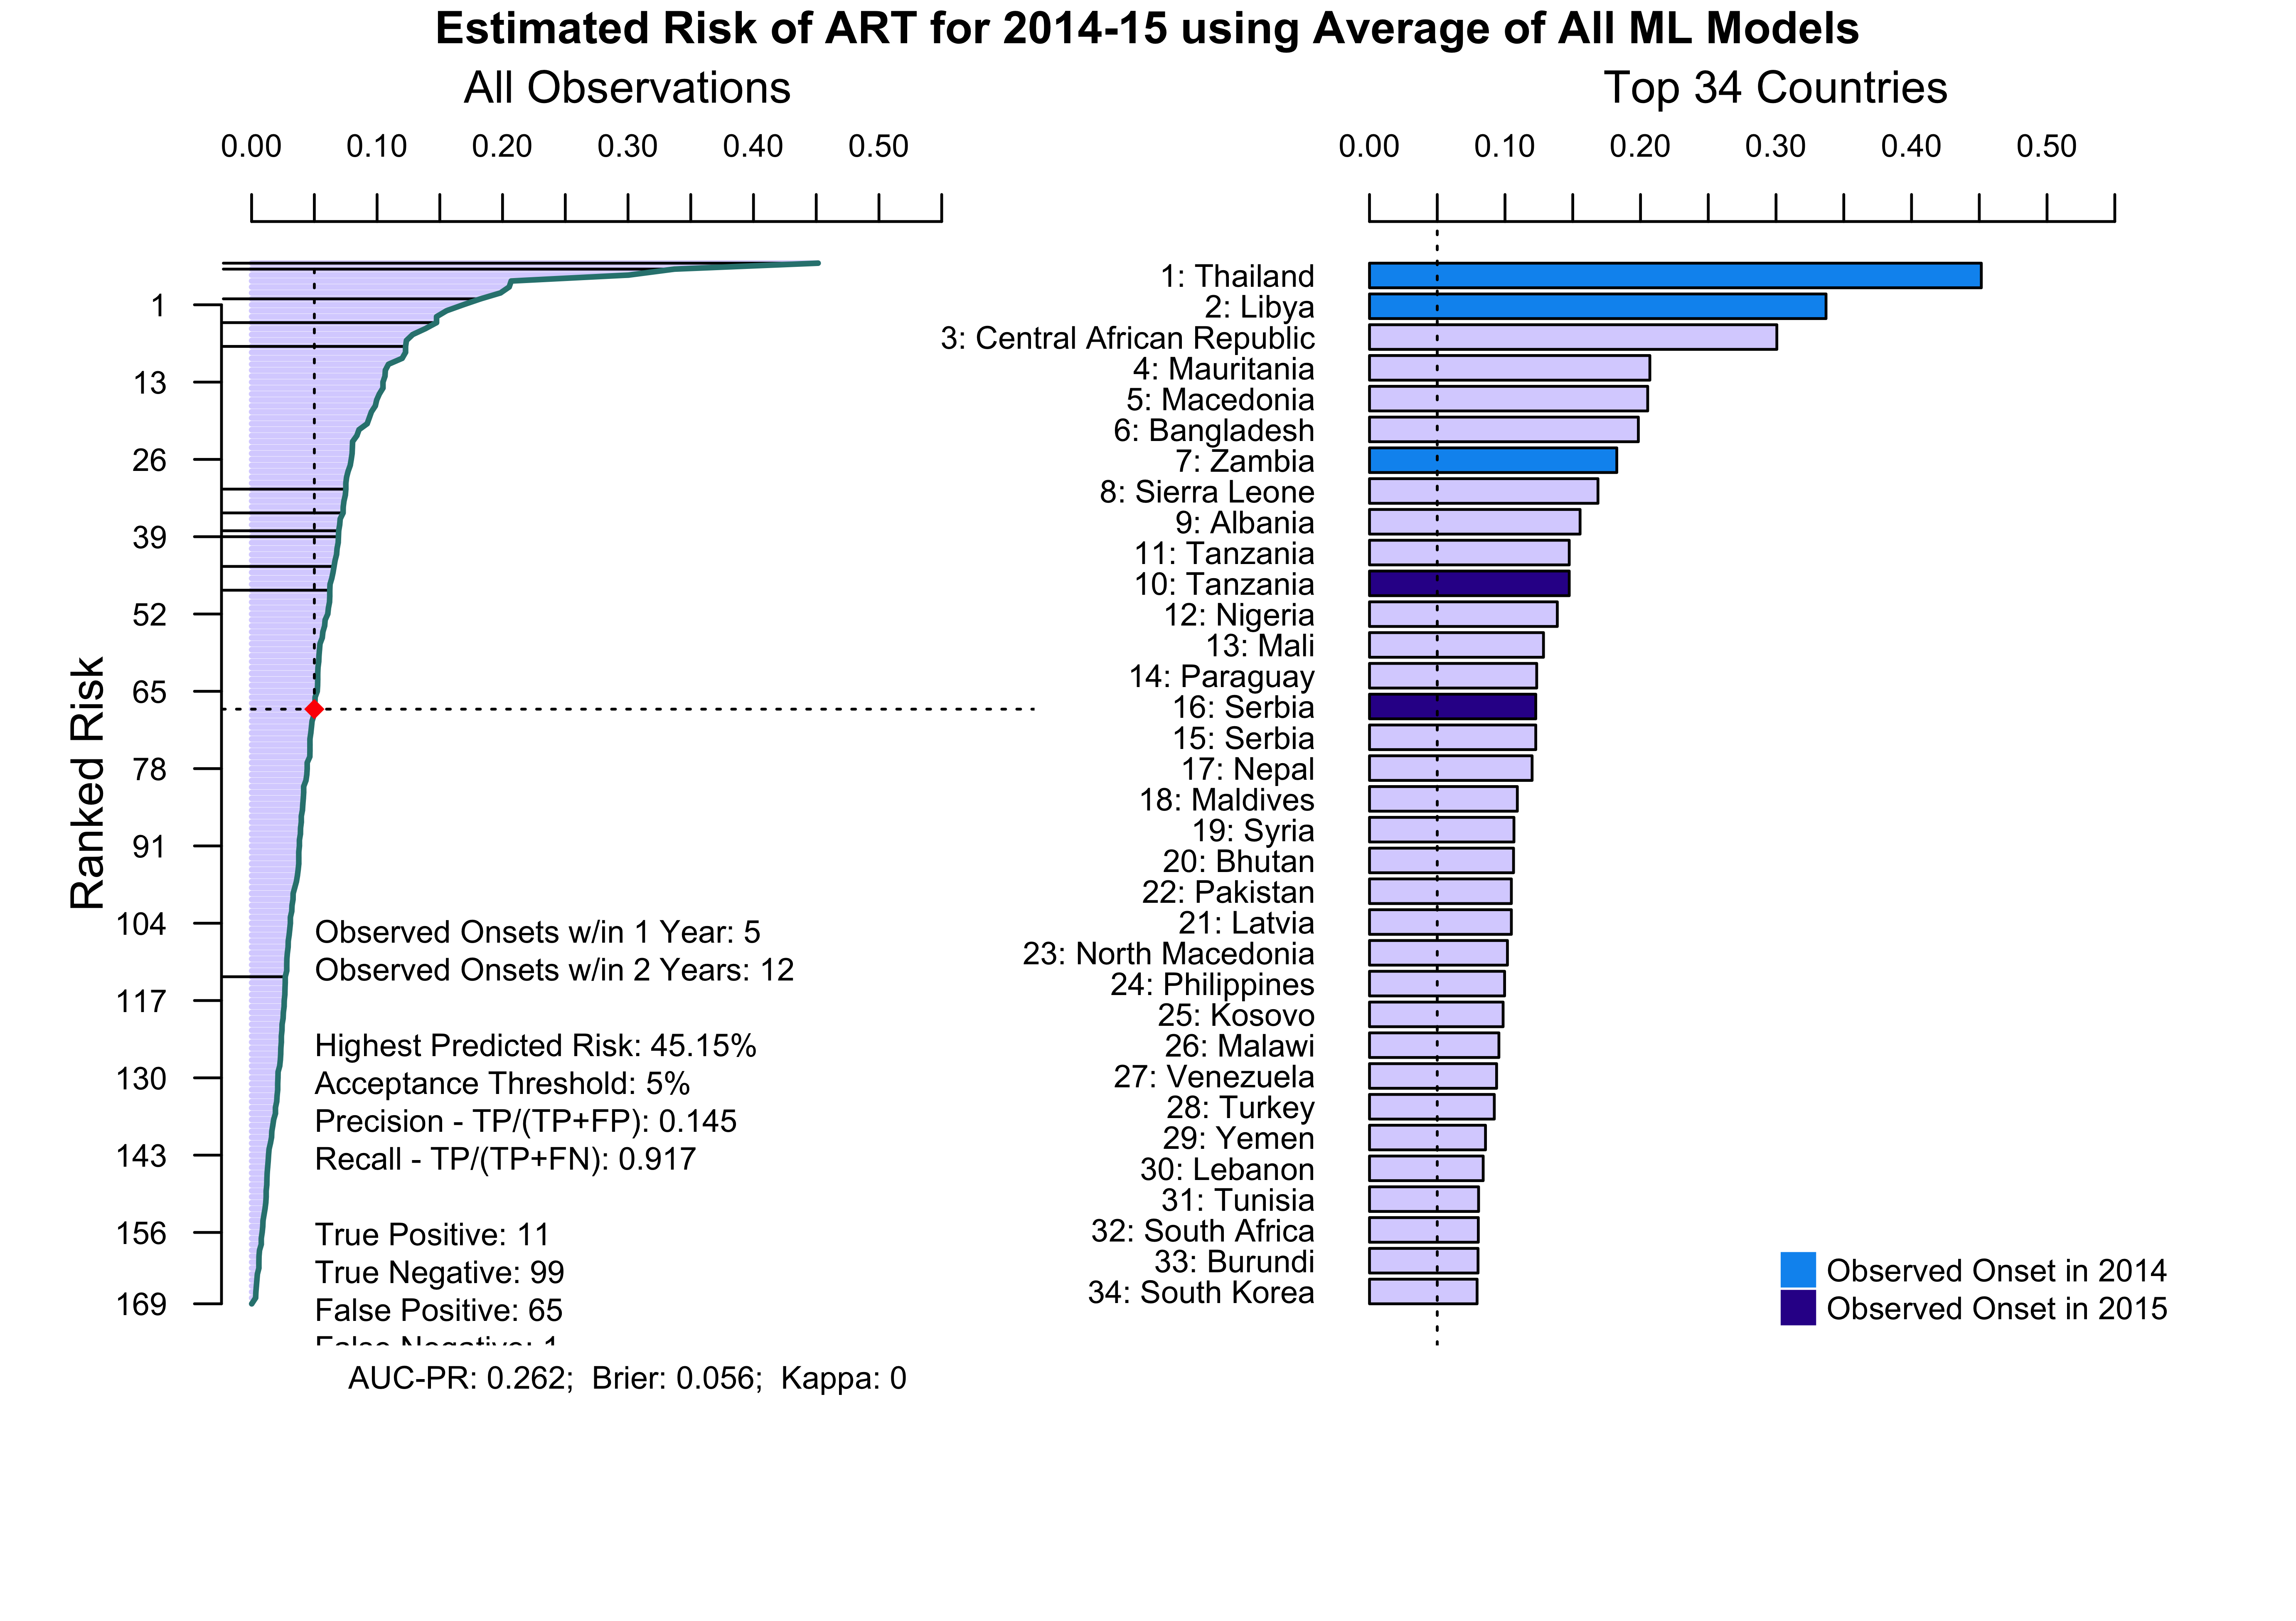 Estimated Risk of ART for 2014-15 using Average of All ML Models
All Observations
0.00 0.10 0.20 0.30 0.40 0.50
Ranked Risk
1
13
26
39
52
65
78
91
104
117
130
143
156
169
Observed Onsets w/in 1 Year: 5
Observed Onsets w/in 2 Years: 12
Highest Predicted Risk: 45.15%
Acceptance Threshold: 5%
Precision - TP/(TP+FP): 0.145
Recall - TP/(TP+FN): 0.917
True Positive: 11
True Negative: 99
False Positive: 65
False Negative: 1
AUC-PR: 0.262; Brier: 0.056; Kappa: 0
Top 34 Countries
0.00 0.10 0.20 0.30 0.40 0.50
1: Thailand
2: Libya
3: Central African Republic
4: Mauritania
5: Macedonia
6: Bangladesh
7: Zambia
8: Sierra Leone
9: Albania
11: Tanzania
10: Tanzania
12: Nigeria
13: Mali
14: Paraguay
16: Serbia
15: Serbia
17: Nepal
18: Maldives
19: Syria
20: Bhutan
22: Pakistan
21: Latvia
23: North Macedonia
24: Philippines
25: Kosovo
26: Malawi
27: Venezuela
28: Turkey
29: Yemen
30: Lebanon
31: Tunisia
32: South Africa
33: Burundi
34: South Korea
Observed Onset in 2014
Observed Onset in 2015